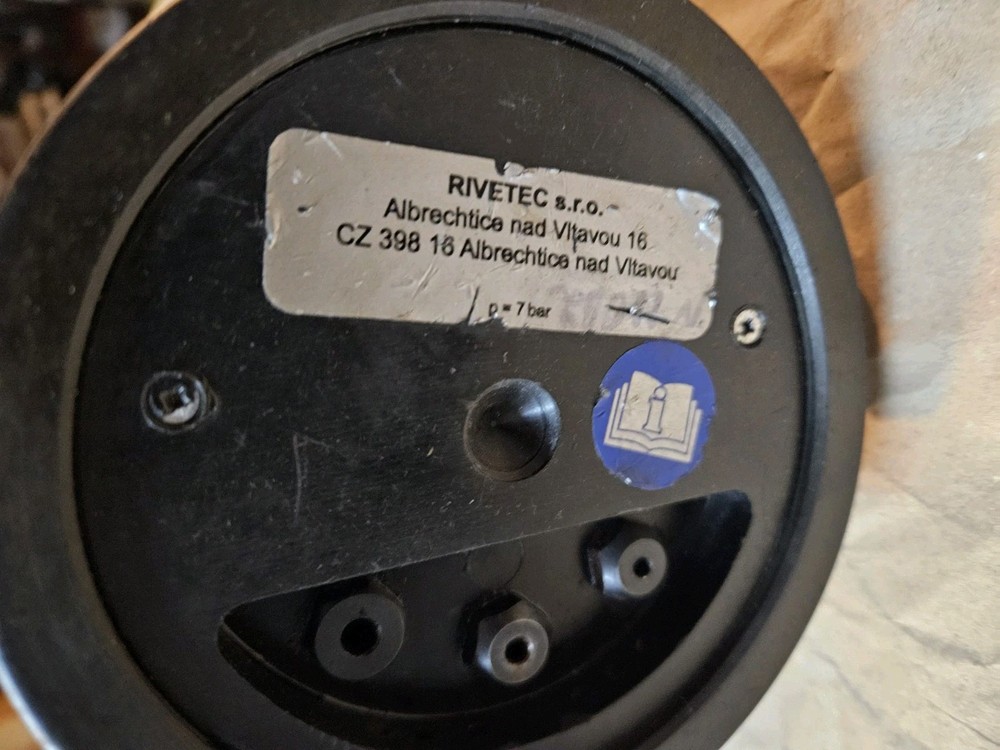 RIVETEC s.r.o.
Albrechtice nad Vltavou 16
CZ 398 16 Albrechtice nad Vltavou
p = 7 bar
i